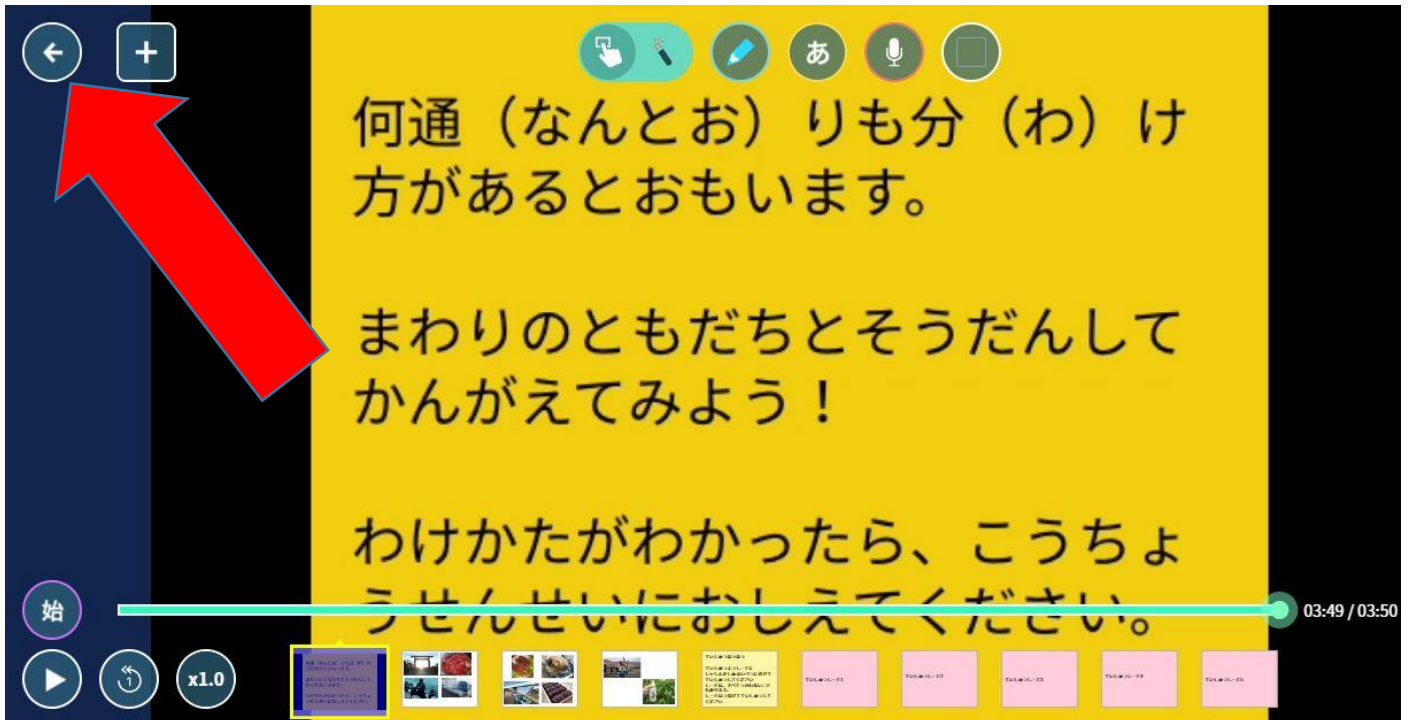 あ
何通（なんとお）りも分（わ）け
方があるとおもいます。
まわりのともだちとそうだんして
かんがえてみよう！
わけかたがわかったら、こうちょ
うせんせいにおしえてください。
始
03:49 / 03:50
1
x1.0